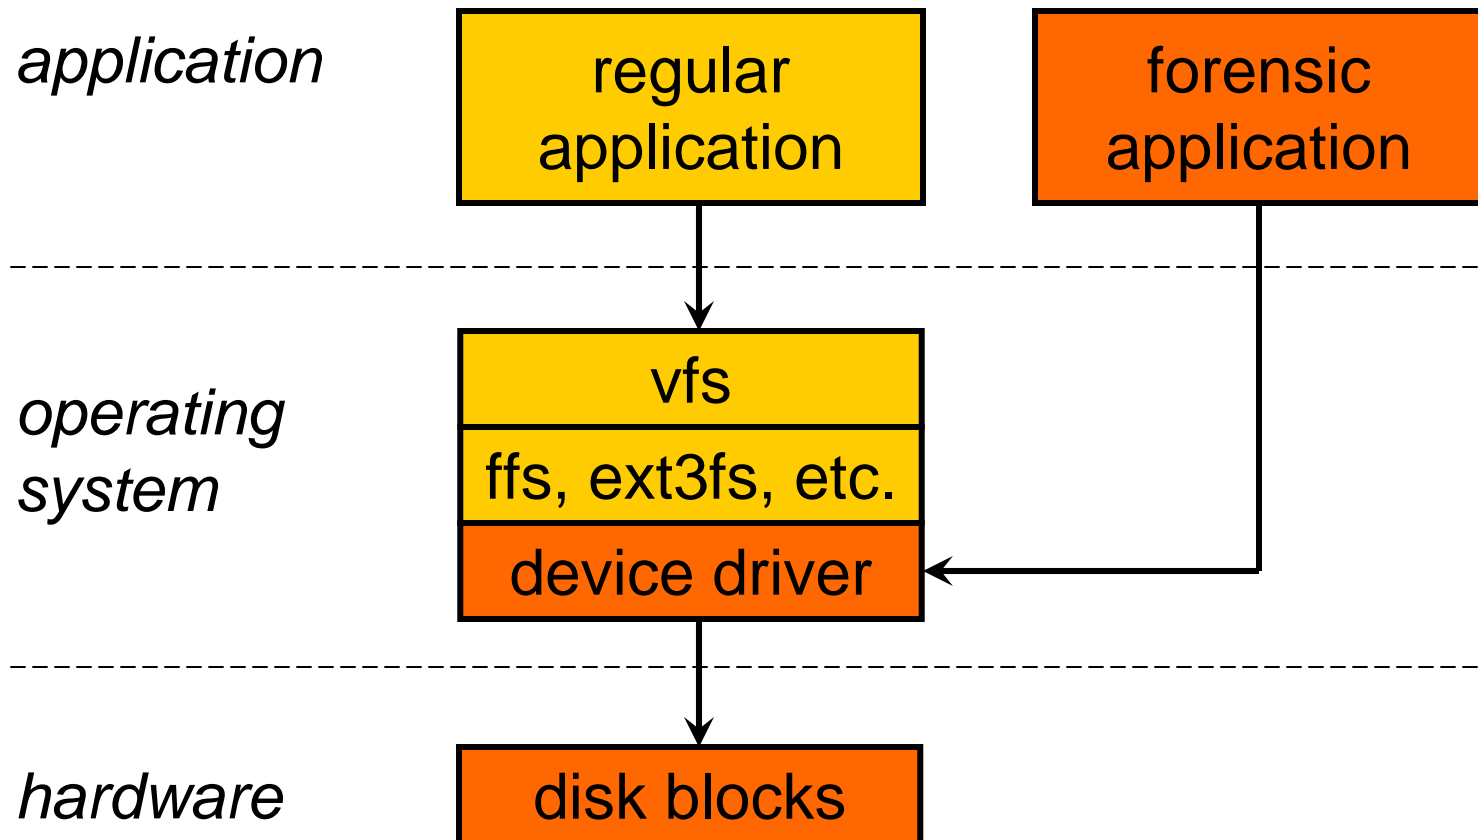 application
regular
application
forensic
application
operating
system
vfs
ffs, ext3fs, etc.
device driver
hardware
disk blocks